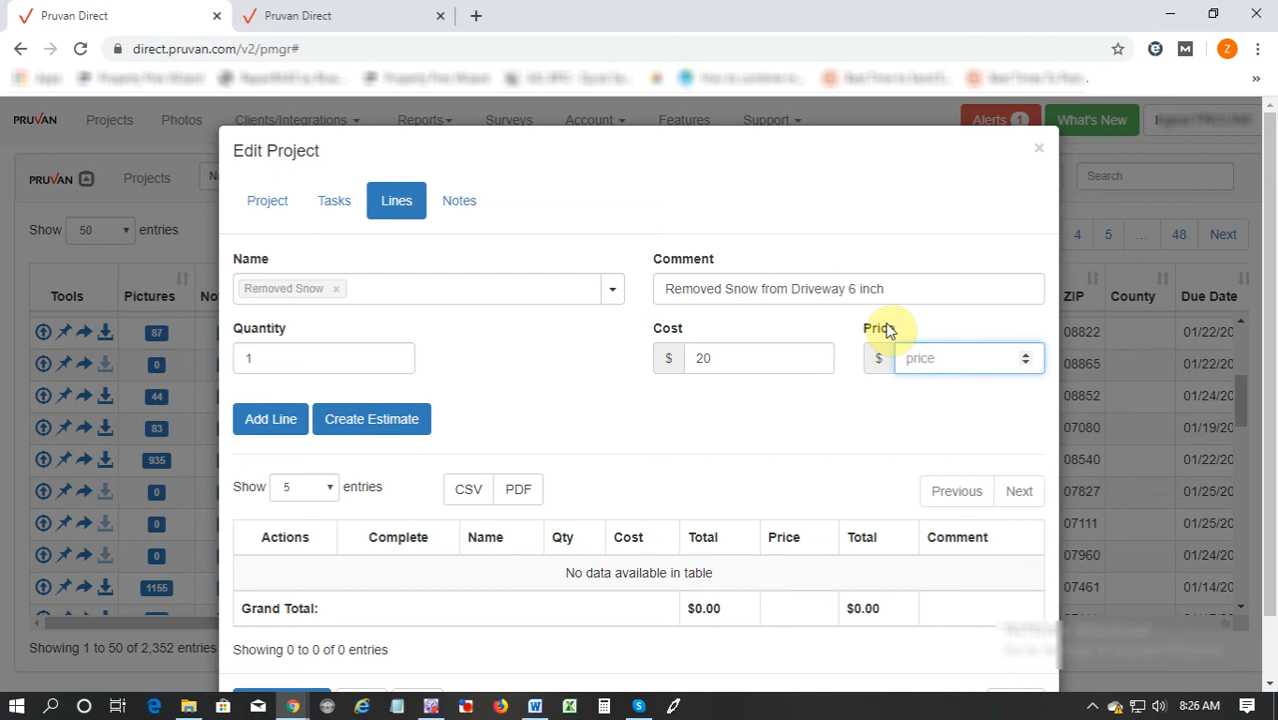 Pruvan Direct
Pruvan Direct
direct.pruvan.com/v2/pmgr#
Z
PRUVAN Projects Photos Clients/Integrations Reports Surveys Account Features Support Alerts 1 What's New
Edit Project ×
PRUVAN Projects Search
Project Tasks Lines Notes
Show 50 entries 4 5 ... 48 Next
Name Comment
Removed Snow × Removed Snow from Driveway 6 inch
Tools Pictures ZIP County Due Date
Quantity Cost Price
87 08822 01/22/20
1 $ 20 $ price
0 08865 01/22/20
44 08852 01/24/20
Add Line Create Estimate
83 07080 01/19/20
935 08540 01/22/20
Show 5 entries CSV PDF Previous Next
0 07827 01/25/20
0 07111 01/25/20
Actions Complete Name Qty Cost Total Price Total Comment
0 07960 01/24/20
No data available in table
1155 07461 01/14/20
Grand Total: $0.00 $0.00
Showing 1 to 50 of 2,352 entries
Showing 0 to 0 of 0 entries
8:26 AM